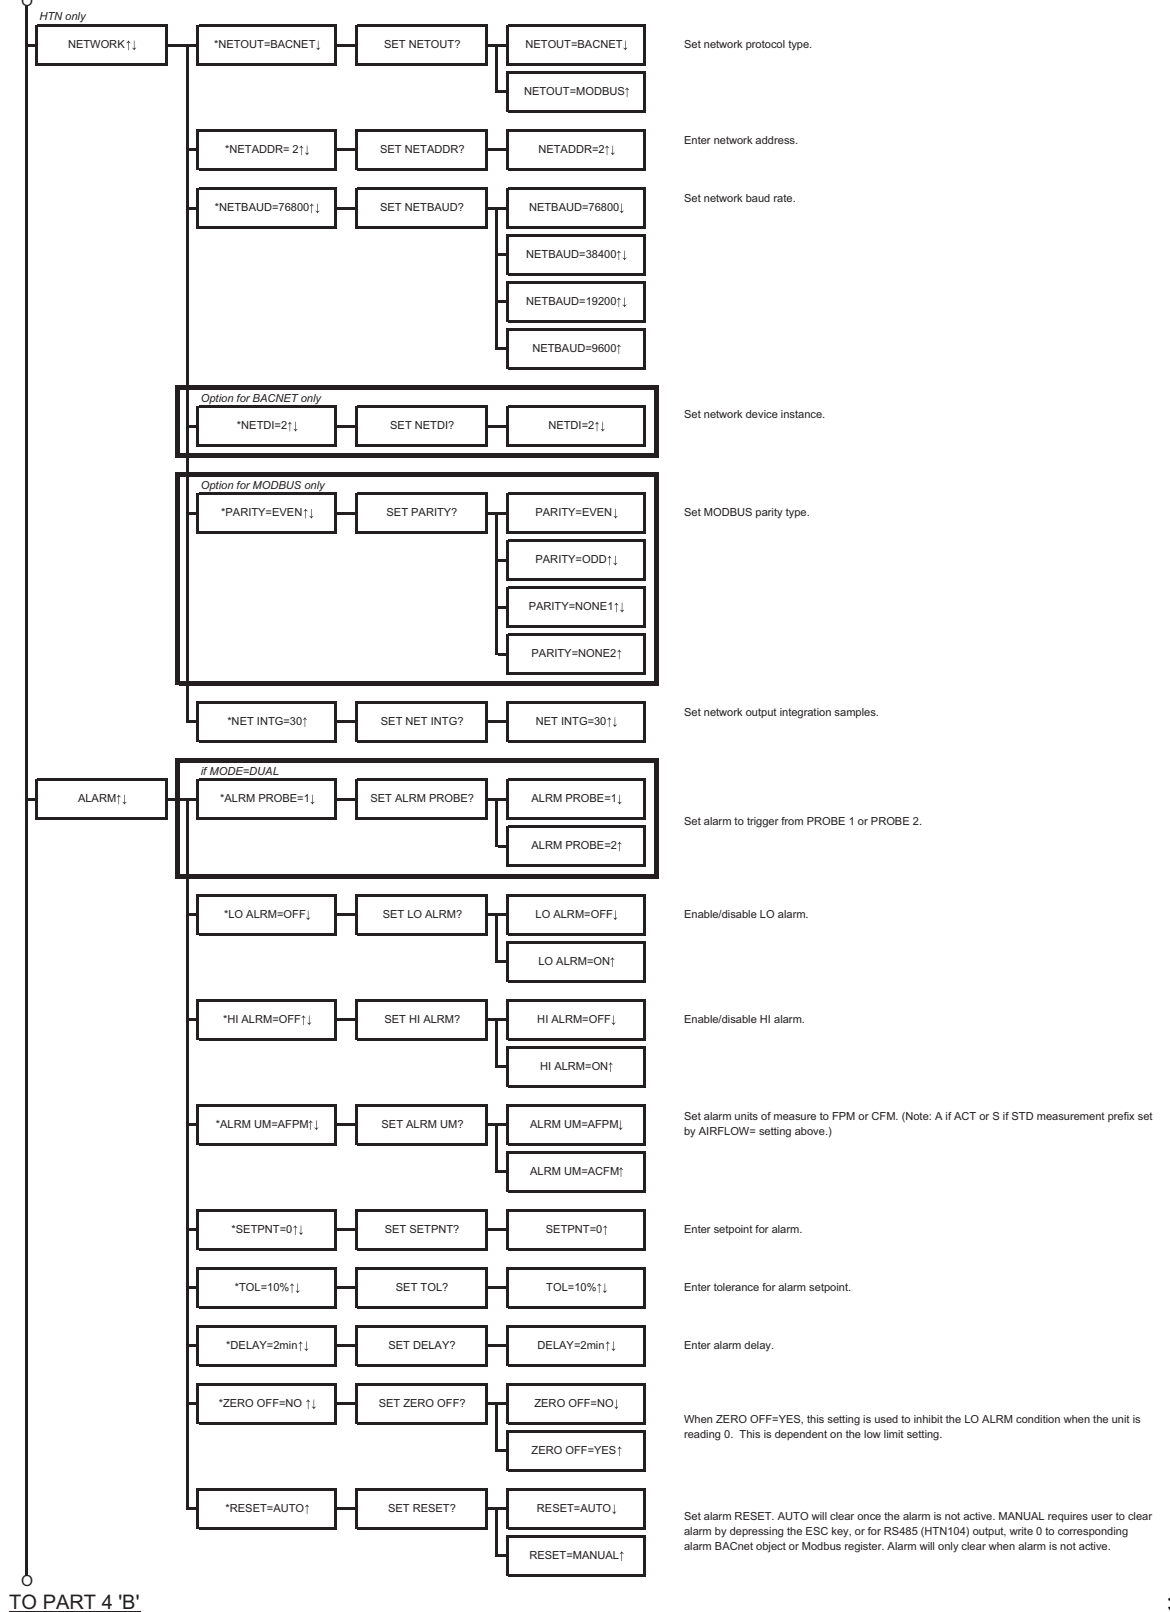 HTN only
NETWORK↑↓
*NETOUT=BACNET↓
SET NETOUT?
NETOUT=BACNET↓
Set network protocol type.
NETOUT=MODBUS↑
*NETADDR= 2↑↓
SET NETADDR?
NETADDR=2↑↓
Enter network address.
*NETBAUD=76800↑↓
SET NETBAUD?
NETBAUD=76800↓
Set network baud rate.
NETBAUD=38400↑↓
NETBAUD=19200↑↓
NETBAUD=9600↑
Option for BACNET only
*NETDI=2↑↓
SET NETDI?
NETDI=2↑↓
Set network device instance.
Option for MODBUS only
*PARITY=EVEN↑↓
SET PARITY?
PARITY=EVEN↓
Set MODBUS parity type.
PARITY=ODD↑↓
PARITY=NONE1↑↓
PARITY=NONE2↑
*NET INTG=30↑
SET NET INTG?
NET INTG=30↑↓
Set network output integration samples.
ALARM↑↓
if MODE=DUAL
*ALRM PROBE=1↓
SET ALRM PROBE?
ALRM PROBE=1↓
Set alarm to trigger from PROBE 1 or PROBE 2.
ALRM PROBE=2↑
*LO ALRM=OFF↓
SET LO ALRM?
LO ALRM=OFF↓
Enable/disable LO alarm.
LO ALRM=ON↑
*HI ALRM=OFF↑↓
SET HI ALRM?
HI ALRM=OFF↓
Enable/disable HI alarm.
HI ALRM=ON↑
*ALRM UM=AFPM↑↓
SET ALRM UM?
ALRM UM=AFPM↓
Set alarm units of measure to FPM or CFM. (Note: A if ACT or S if STD measurement prefix set
by AIRFLOW= setting above.)
ALRM UM=ACFM↑
*SETPNT=0↑↓
SET SETPNT?
SETPNT=0↑
Enter setpoint for alarm.
*TOL=10%↑↓
SET TOL?
TOL=10%↑↓
Enter tolerance for alarm setpoint.
*DELAY=2min↑↓
SET DELAY?
DELAY=2min↑↓
Enter alarm delay.
*ZERO OFF=NO ↑↓
SET ZERO OFF?
ZERO OFF=NO↓
When ZERO OFF=YES, this setting is used to inhibit the LO ALRM condition when the unit is
reading 0. This is dependent on the low limit setting.
ZERO OFF=YES↑
*RESET=AUTO↑
SET RESET?
RESET=AUTO↓
Set alarm RESET. AUTO will clear once the alarm is not active. MANUAL requires user to clear
alarm by depressing the ESC key, or for RS485 (HTN104) output, write 0 to corresponding
alarm BACnet object or Modbus register. Alarm will only clear when alarm is not active.
RESET=MANUAL↑
TO PART 4 'B'